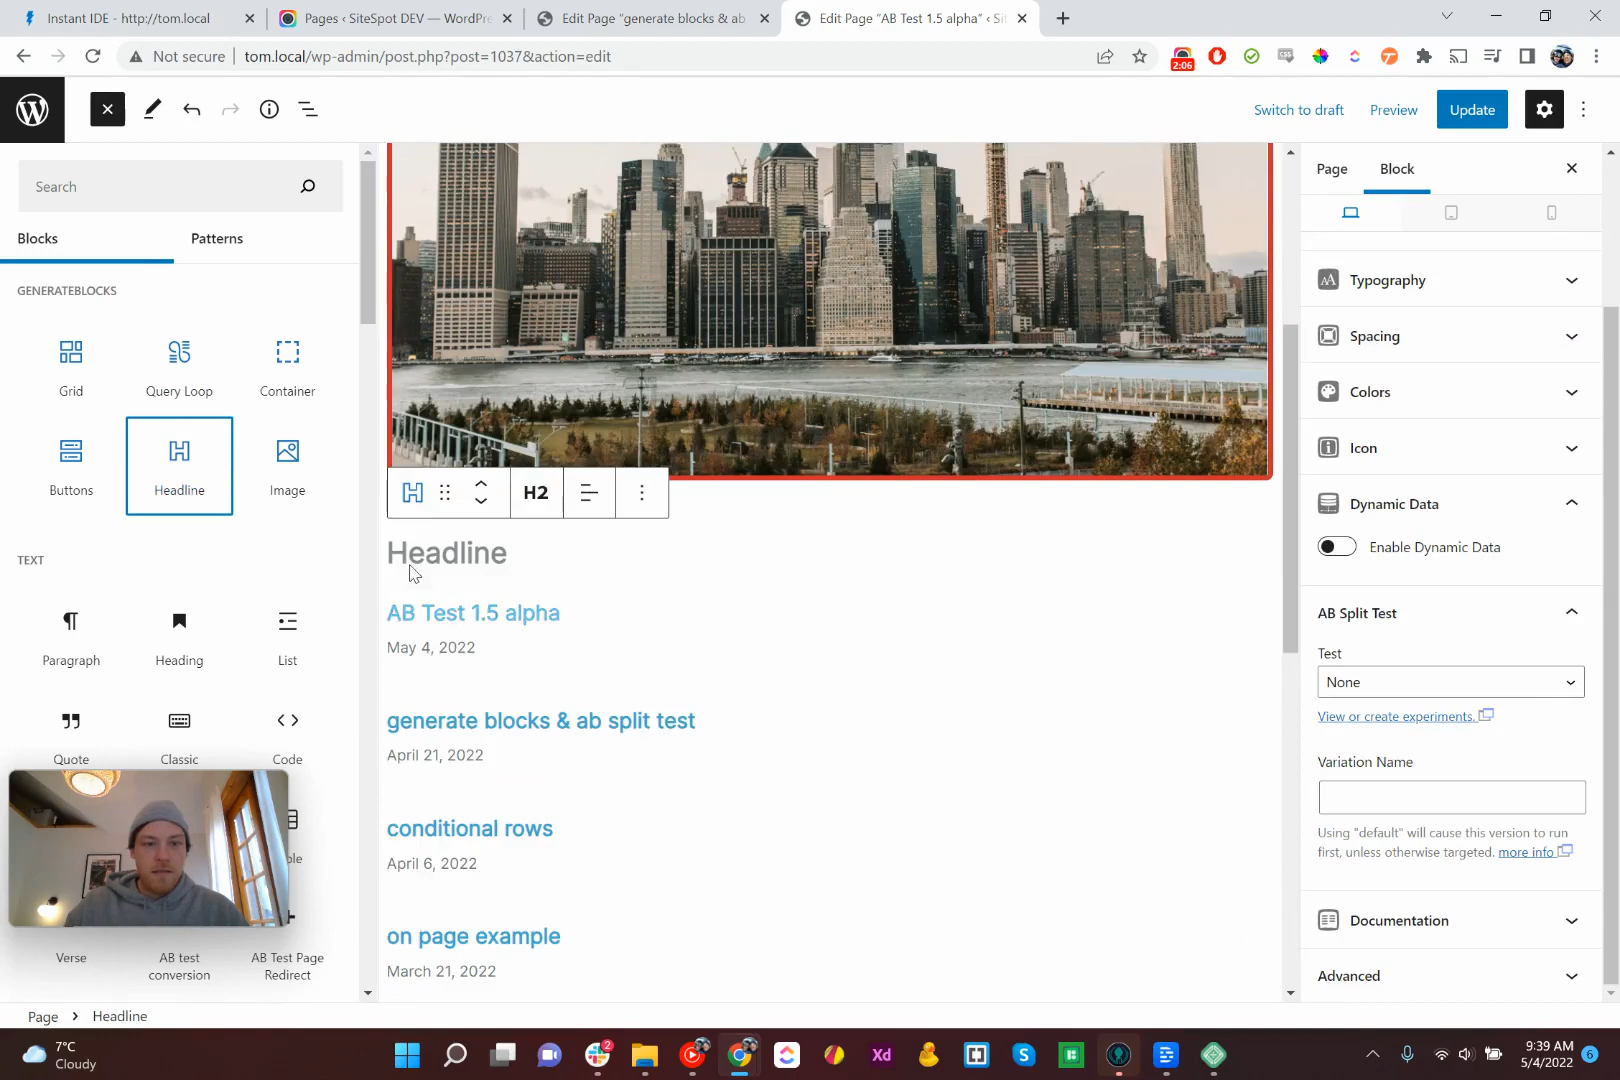 Instant IDE - http://tom.local
Pages ‹ SiteSpot DEV — WordPre
Edit Page "generate blocks & ab
Edit Page "AB Test 1.5 alpha" ‹ Sit
Not secure
tom.local/wp-admin/post.php?post=1037&action=edit
2:06
Switch to draft
Preview
Update
Search
Blocks
Patterns
GENERATEBLOCKS
Grid
Query Loop
Container
Buttons
Headline
Image
TEXT
Paragraph
Heading
List
Quote
Classic
Code
ble
Verse
AB test
conversion
AB Test Page
Redirect
H2
Headline
AB Test 1.5 alpha
May 4, 2022
generate blocks & ab split test
April 21, 2022
conditional rows
April 6, 2022
on page example
March 21, 2022
Page
Block
Typography
Spacing
Colors
Icon
Dynamic Data
Enable Dynamic Data
AB Split Test
Test
None
View or create experiments.
Variation Name
Using "default" will cause this version to run
first, unless otherwise targeted. more info
Documentation
Advanced
Page
Headline
7°C
Cloudy
2
Xd
9:39 AM
5/4/2022
6